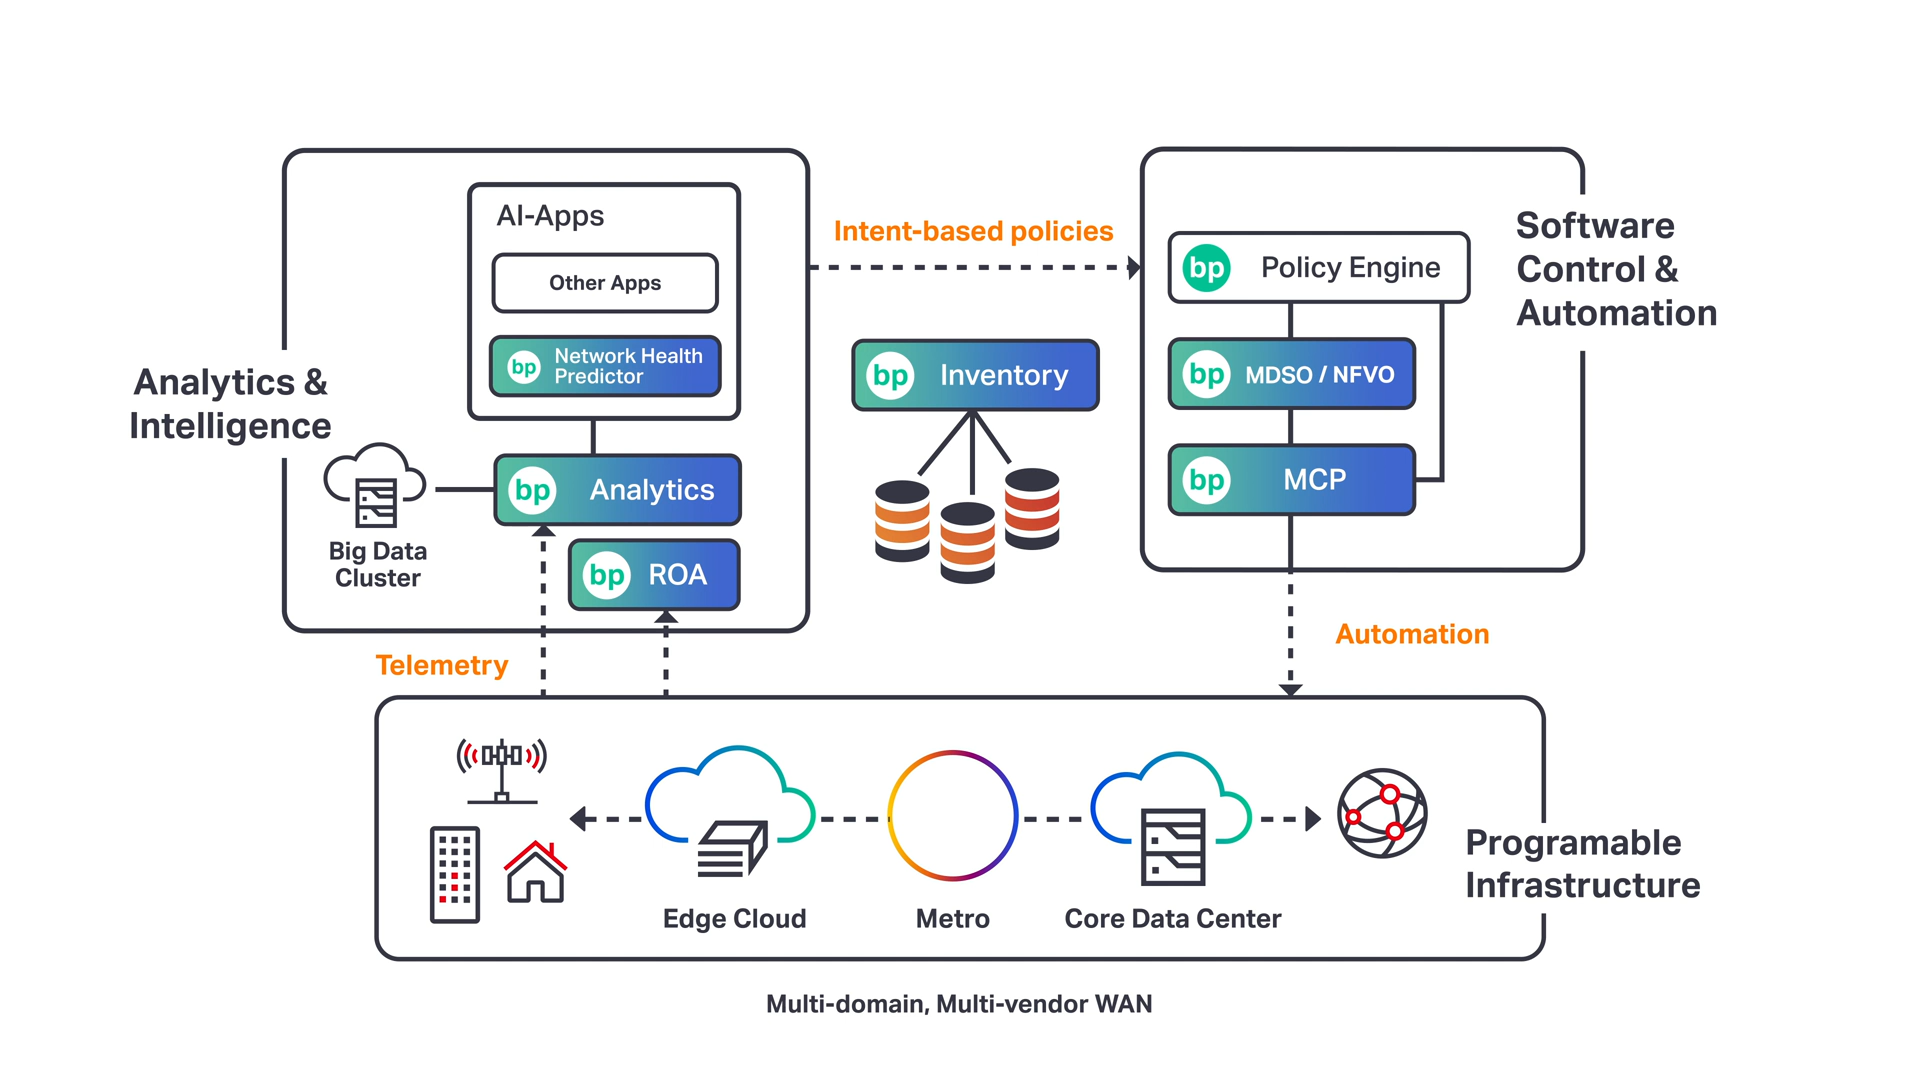 Analytics &
Intelligence
AI-Apps
Other Apps
bp Network Health
Predictor
bp Analytics
Big Data
Cluster
bp ROA
Telemetry
Intent-based policies
bp Inventory
Software
Control &
Automation
bp Policy Engine
bp MDSO / NFVO
bp MCP
Automation
Programable
Infrastructure
Edge Cloud
Metro
Core Data Center
Multi-domain, Multi-vendor WAN